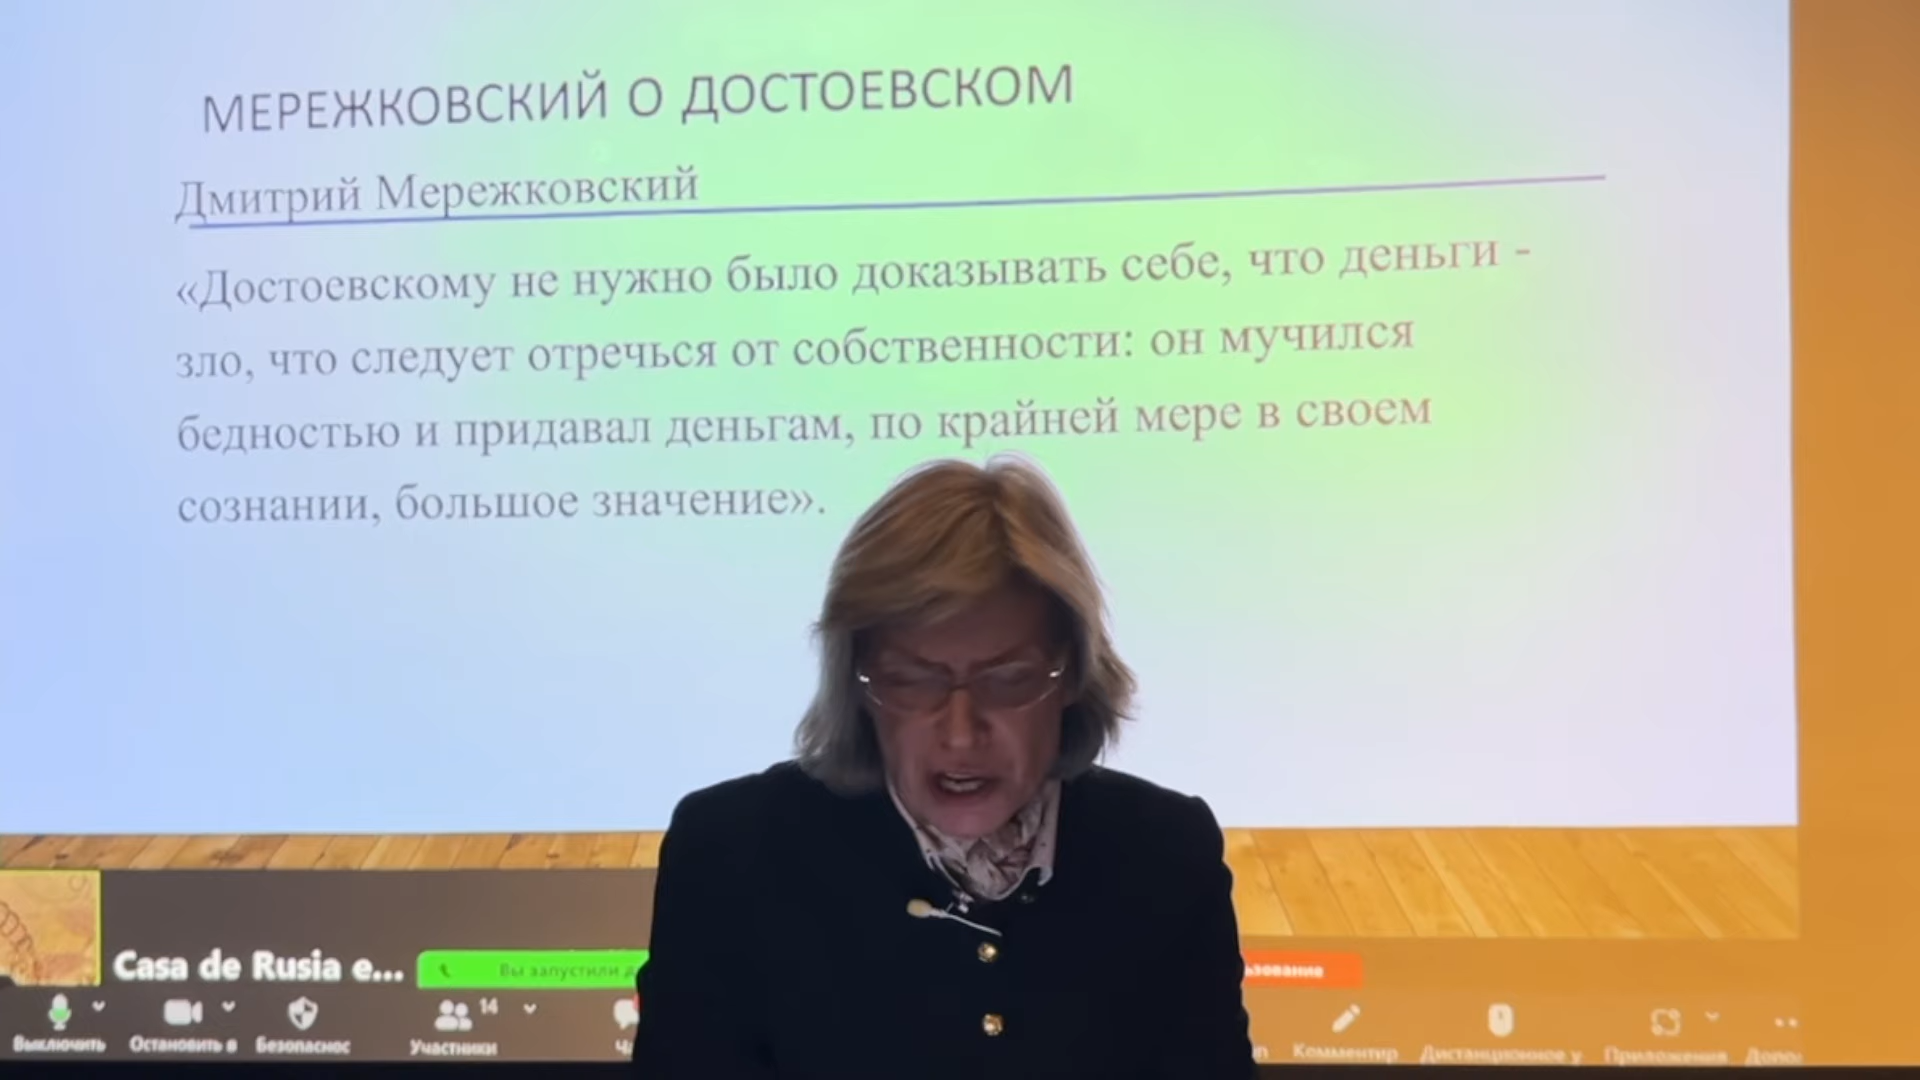 МЕРЕЖКОВСКИЙ О ДОСТОЕВСКОМ
Дмитрий Мережковский
«Достоевскому не нужно было доказывать себе, что деньги -
зло, что следует отречься от собственности: он мучился
бедностью и придавал деньгам, по крайней мере в своем
сознании, большое значение».
Casa de Rusia e...
Вы запустили
14
Выключить Остановить в Безопаснос Участники Комментир Дистанционное у Приложения